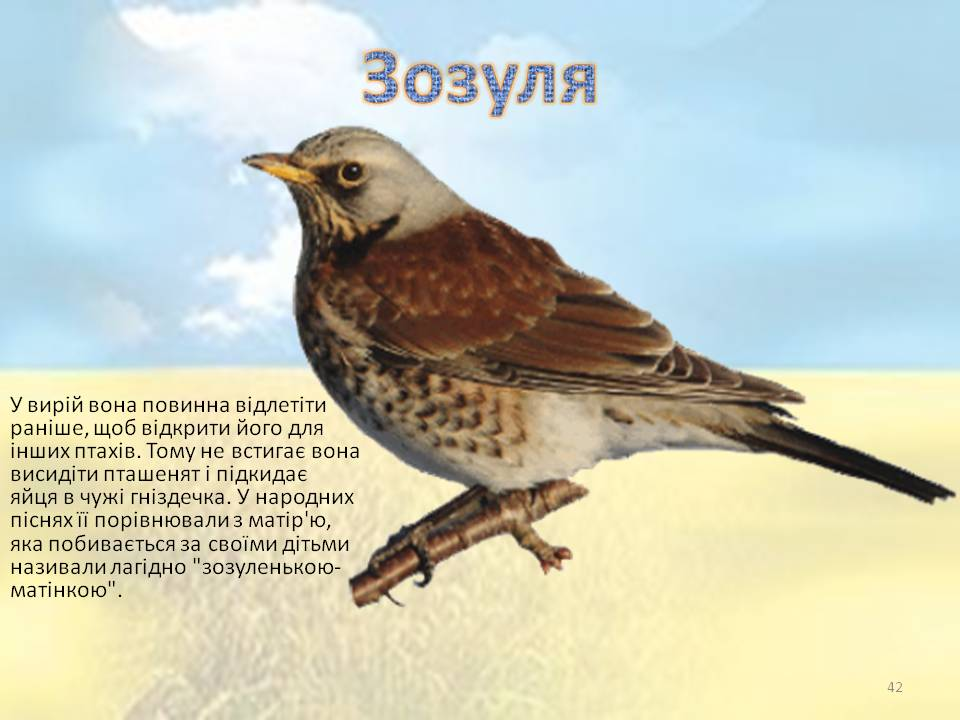 Зозуля
У вирій вона повинна відлетіти
раніше, щоб відкрити його для
інших птахів. Тому не встигає вона
висидіти пташенят і підкидає
яйця в чужі гніздечка. У народних
піснях її порівнювали з матір'ю,
яка побивається за своїми дітьми
називали лагідно "зозуленькою-
матінкою".
42